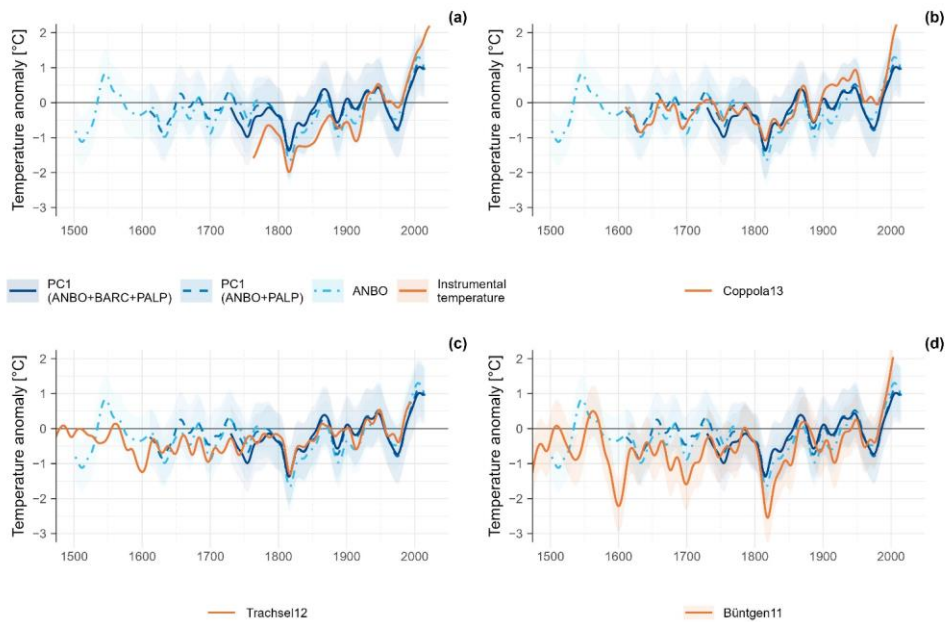 (a)
Temperature anomaly [°C]
2
1
0
−1
−2
−3
1500
1600
1700
1800
1900
2000
(b)
Temperature anomaly [°C]
2
1
0
−1
−2
−3
1500
1600
1700
1800
1900
2000
PC1
(ANBO+BARC+PALP)
PC1
(ANBO+PALP)
ANBO
Instrumental
temperature
Coppola13
(c)
Temperature anomaly [°C]
2
1
0
−1
−2
−3
1500
1600
1700
1800
1900
2000
(d)
Temperature anomaly [°C]
2
1
0
−1
−2
−3
1500
1600
1700
1800
1900
2000
Trachsel12
Büntgen11